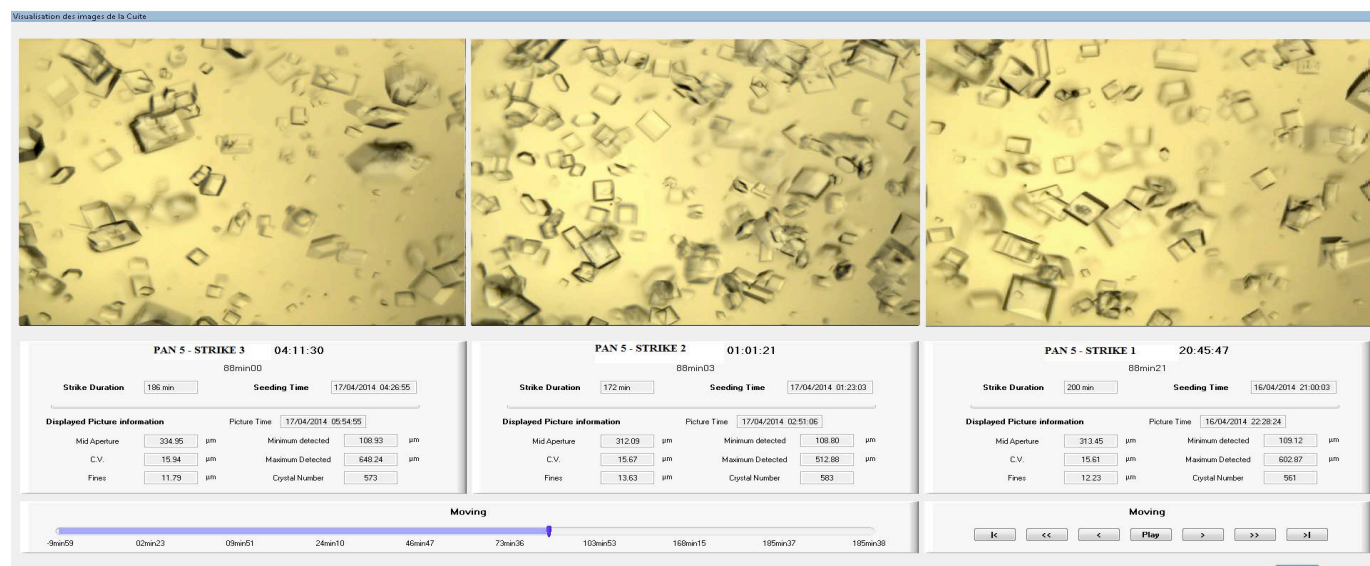 Visualisation des images de la Cuite
PAN 5 - STRIKE 3 04:11:30
88min00
Strike Duration 186 min Seeding Time 17/04/2014 04:26:55
Displayed Picture information Picture Time 17/04/2014 05:54:55
Mid Aperture 334.95 µm Minimum detected 108.93 µm
C.V. 15.94 µm Maximum Detected 648.24 µm
Fines 11.79 µm Crystal Number 573
PAN 5 - STRIKE 2 01:01:21
88min03
Strike Duration 172 min Seeding Time 17/04/2014 01:23:03
Displayed Picture information Picture Time 17/04/2014 02:51:06
Mid Aperture 312.09 µm Minimum detected 108.80 µm
C.V. 15.67 µm Maximum Detected 512.88 µm
Fines 13.63 µm Crystal Number 583
PAN 5 - STRIKE 1 20:45:47
88min21
Strike Duration 200 min Seeding Time 16/04/2014 21:00:03
Displayed Picture information Picture Time 16/04/2014 22:28:24
Mid Aperture 313.45 µm Minimum detected 109.12 µm
C.V. 15.61 µm Maximum Detected 602.87 µm
Fines 12.23 µm Crystal Number 561
Moving
-9min59 02min23 09min51 24min10 46min47 73min36 103min53 168min15 185min37 185min38
Moving
|< << < Play > >> >|